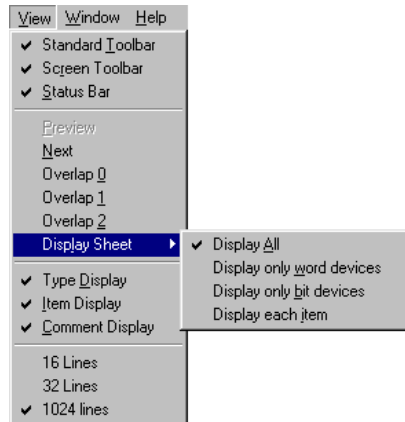 View Window Help
Standard Toolbar
Screen Toolbar
Status Bar
Preview
Next
Overlap 0
Overlap 1
Overlap 2
Display Sheet
Display All
Display only word devices
Display only bit devices
Display each item
Type Display
Item Display
Comment Display
16 Lines
32 Lines
1024 lines